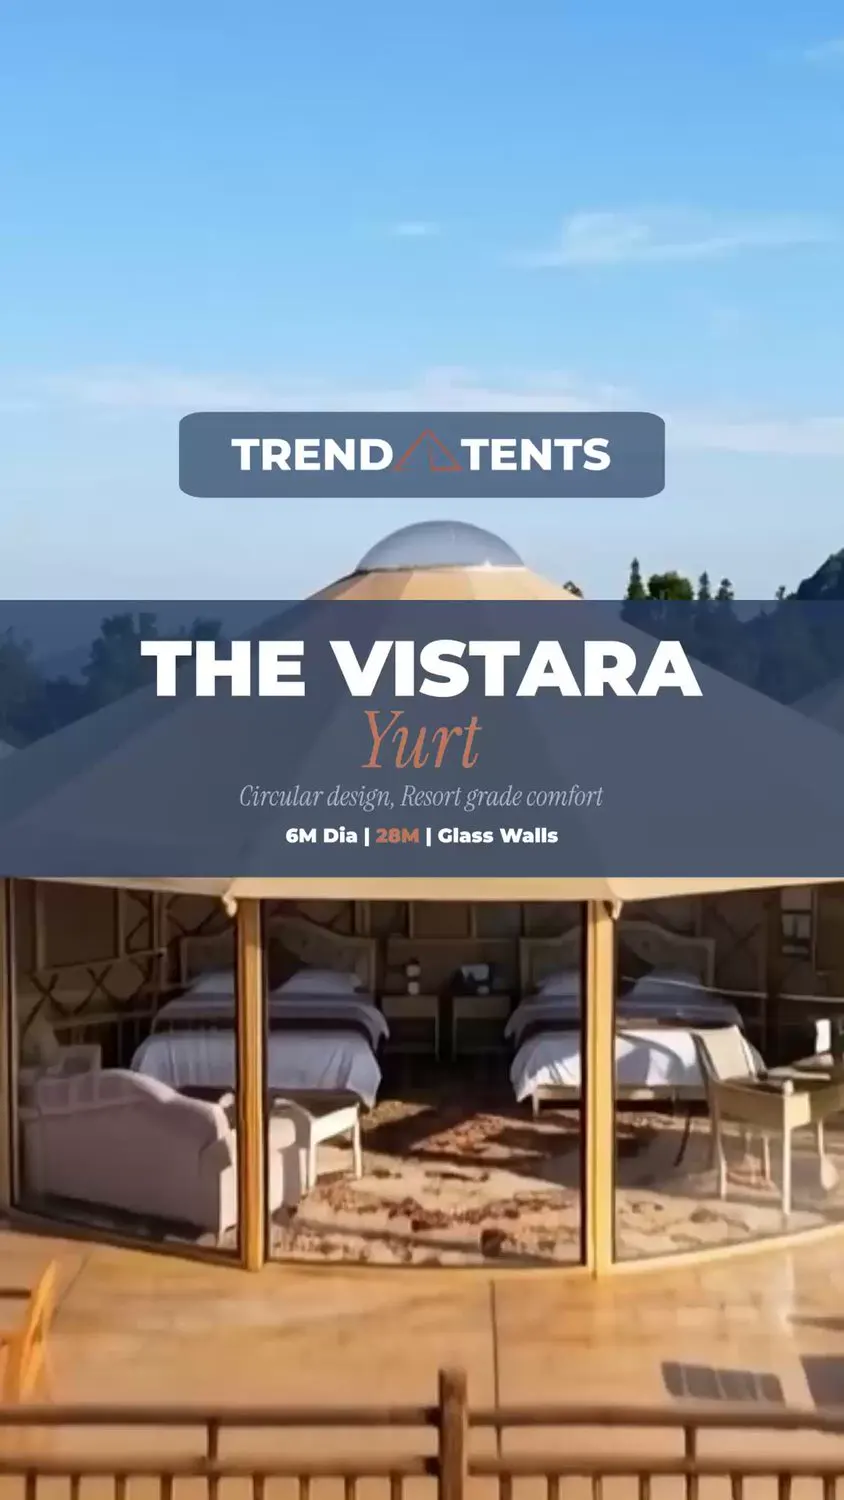 TREND TENTS
THE VISTARA
Yurt
Circular design, Resort grade comfort
6M Dia | 28M | Glass Walls